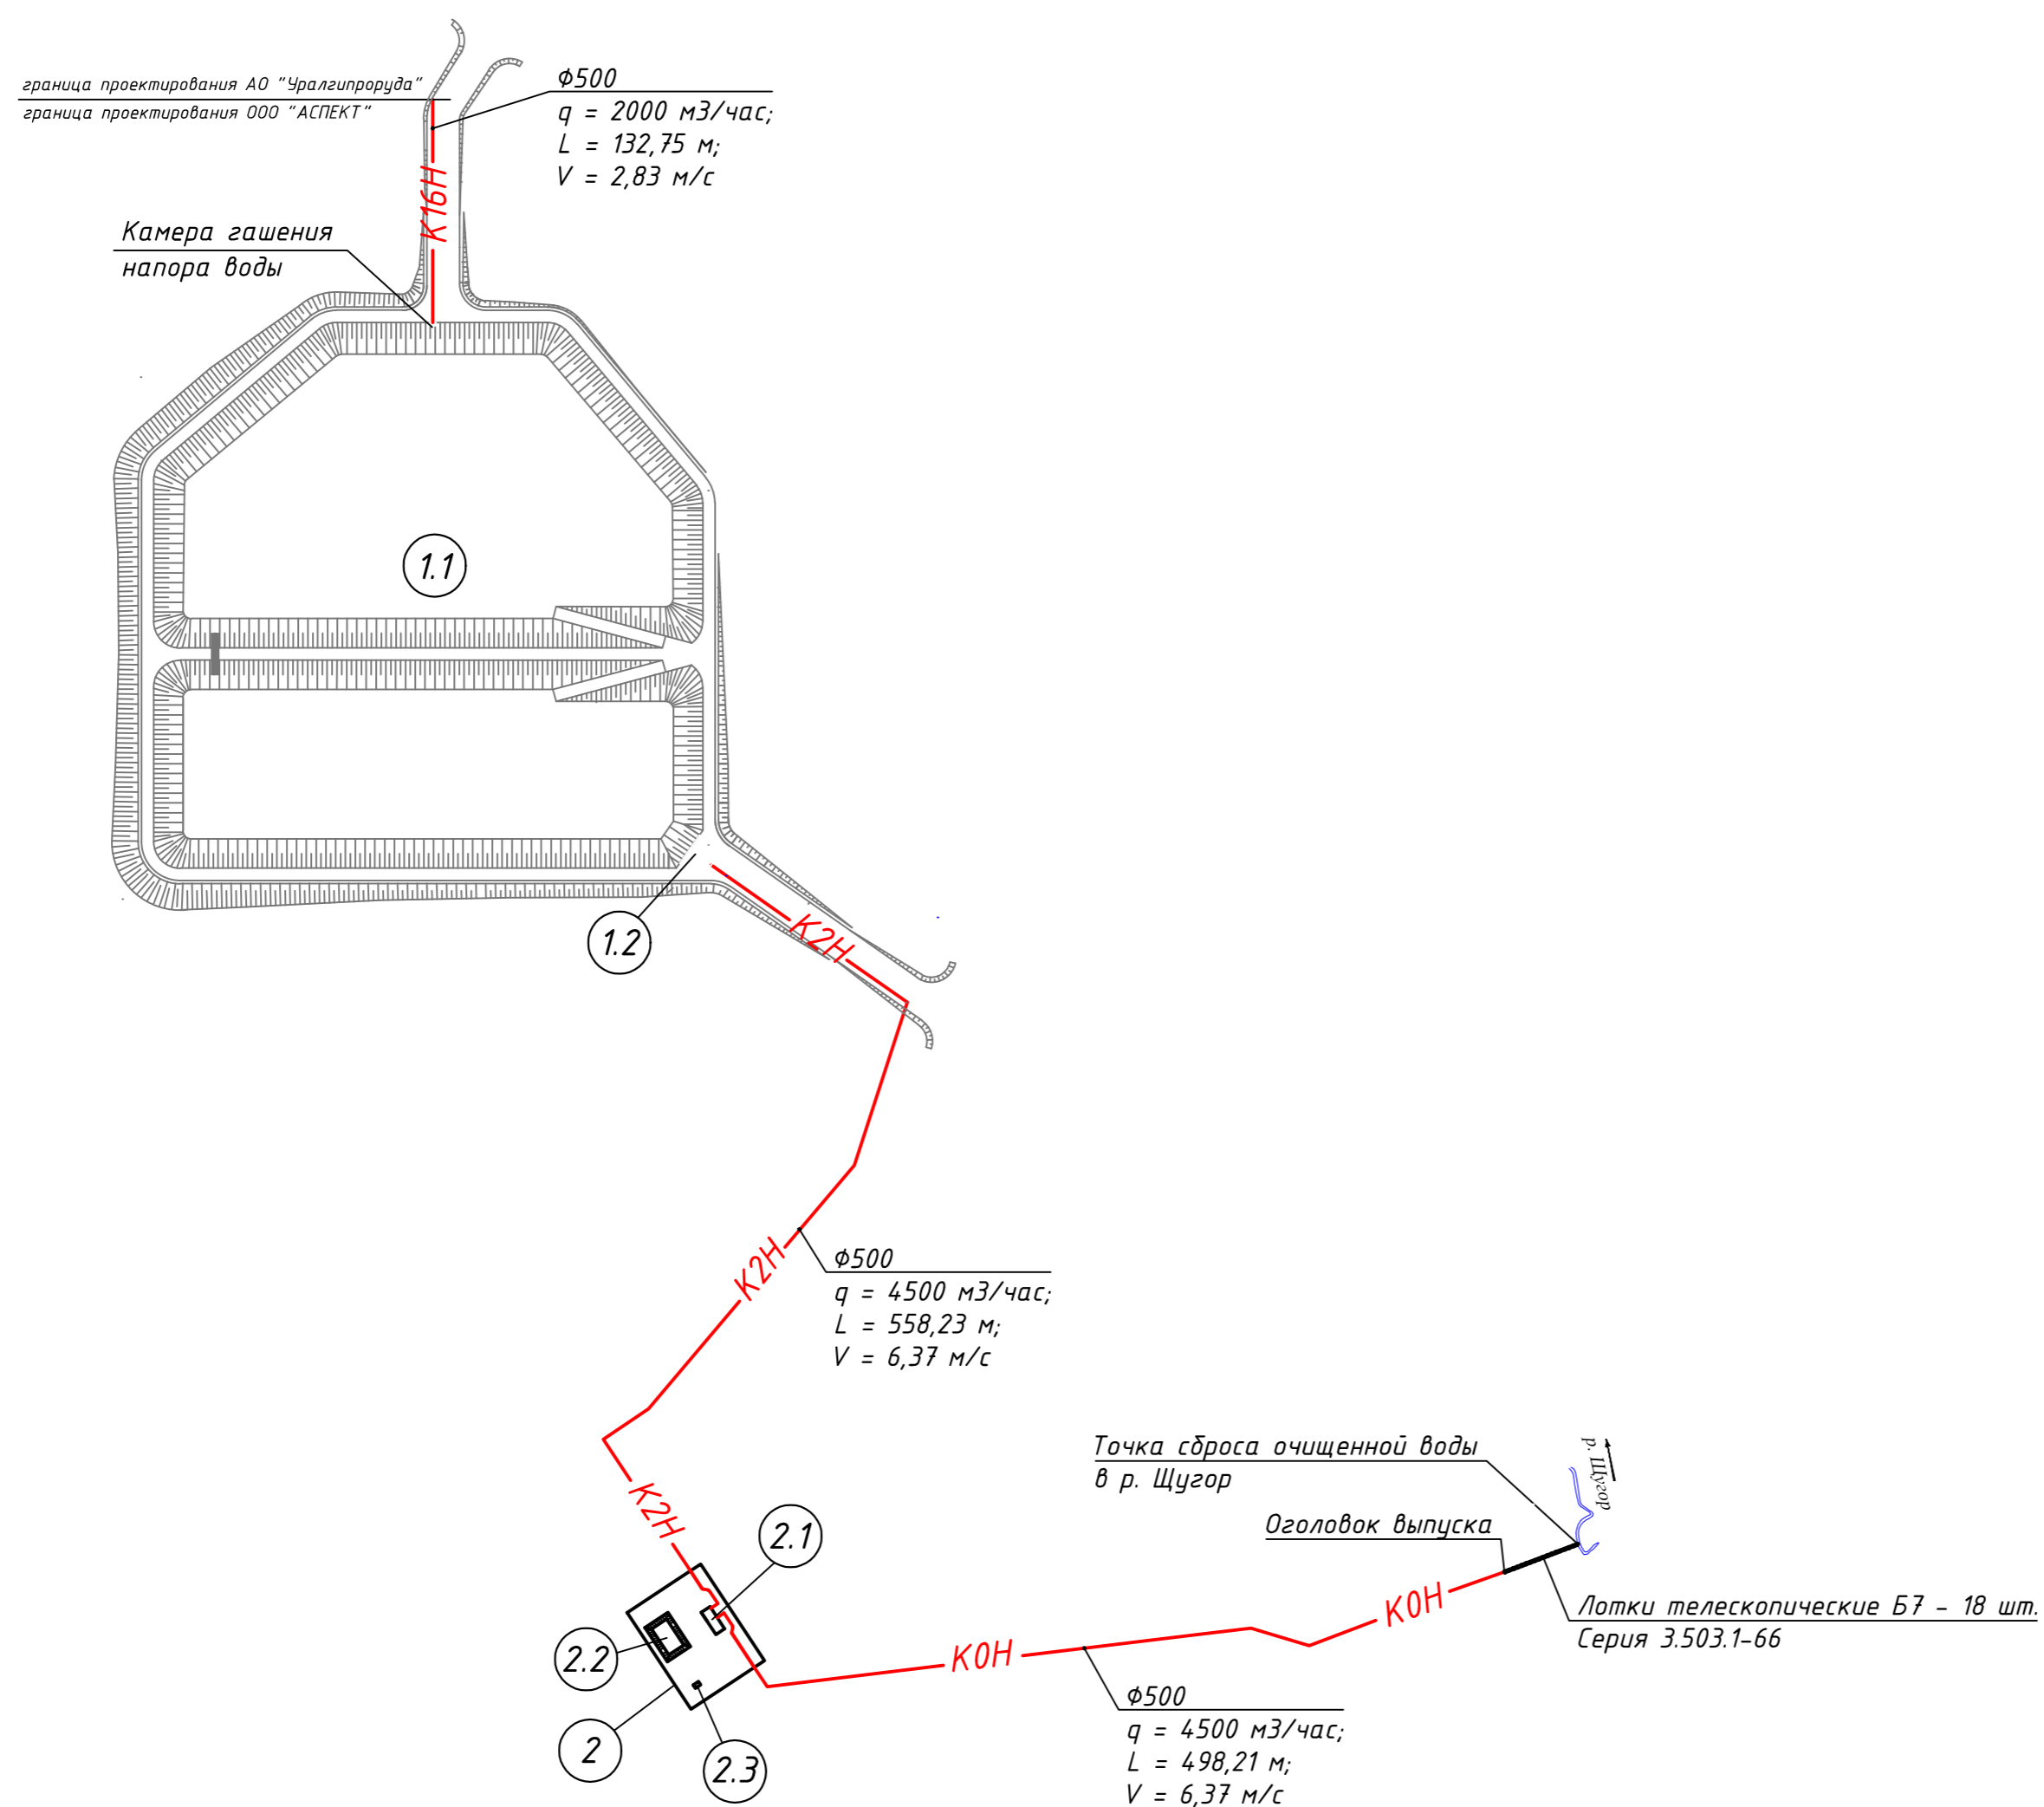 граница проектирования АО "Уралгипроруда"
граница проектирования ООО "АСПЕКТ"
Ф500
q = 2000 м3/час;
L = 132,75 м;
V = 2,83 м/с
К16Н
Камера гашения
напора воды
1.1
1.2
К2Н
К2Н
Ф500
q = 4500 м3/час;
L = 558,23 м;
V = 6,37 м/с
К2Н
Точка сброса очищенной воды
в р. Щугор
р. Щугор
Оголовок выпуска
2.1
К0Н
Лотки телескопические Б7 - 18 шт.
Серия 3.503.1-66
2.2
К0Н
Ф500
q = 4500 м3/час;
L = 498,21 м;
V = 6,37 м/с
2
2.3